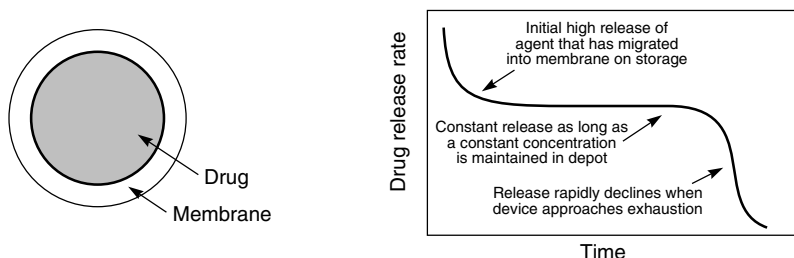 Drug
Membrane
Drug release rate
Initial high release of
agent that has migrated
into membrane on storage
Constant release as long as
a constant concentration
is maintained in depot
Release rapidly declines when
device approaches exhaustion
Time